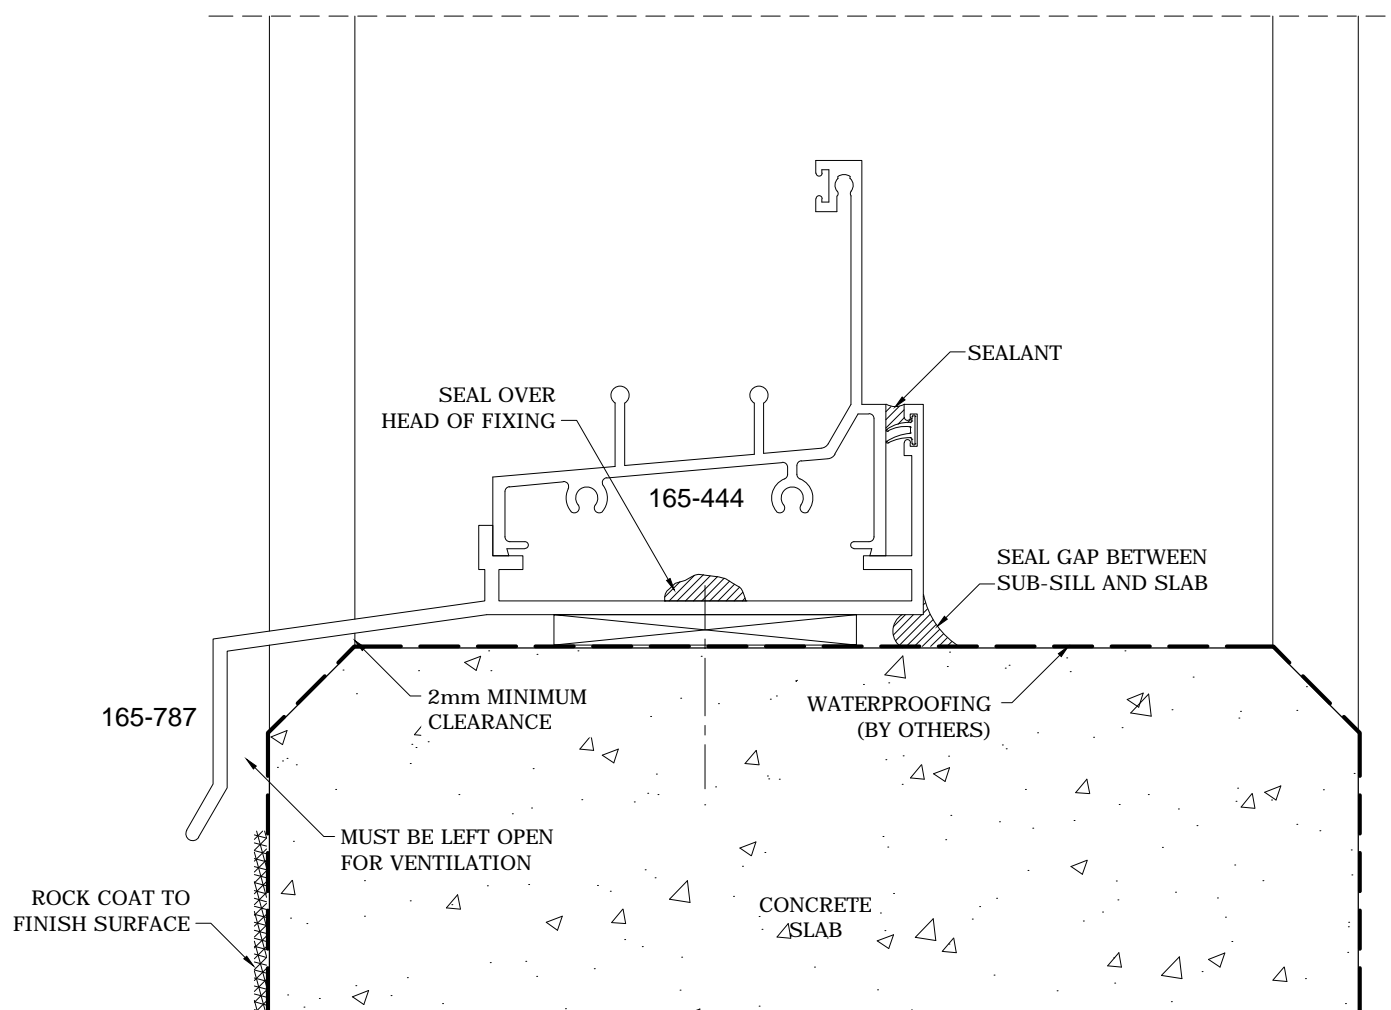 SEALANT
SEAL OVER
HEAD OF FIXING
165-444
SEAL GAP BETWEEN
SUB-SILL AND SLAB
2mm MINIMUM
CLEARANCE
WATERPROOFING
(BY OTHERS)
165-787
MUST BE LEFT OPEN
FOR VENTILATION
ROCK COAT TO
FINISH SURFACE
CONCRETE
SLAB